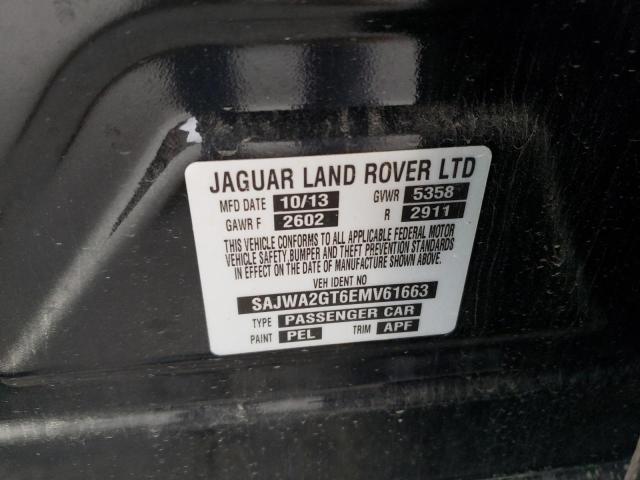 JAGUAR LAND ROVER LTD
MFD DATE 10/13 GVWR 5358
GAWR F 2602 R 2911
THIS VEHICLE CONFORMS TO ALL APPLICABLE FEDERAL MOTOR
VEHICLE SAFETY,BUMPER AND THEFT PREVENTION STANDARDS
IN EFFECT ON THE DATE OF MANUFACTURE SHOWN ABOVE.
VEH IDENT NO
SAJWA2GT6EMV61663
TYPE PASSENGER CAR
PAINT PEL TRIM APF